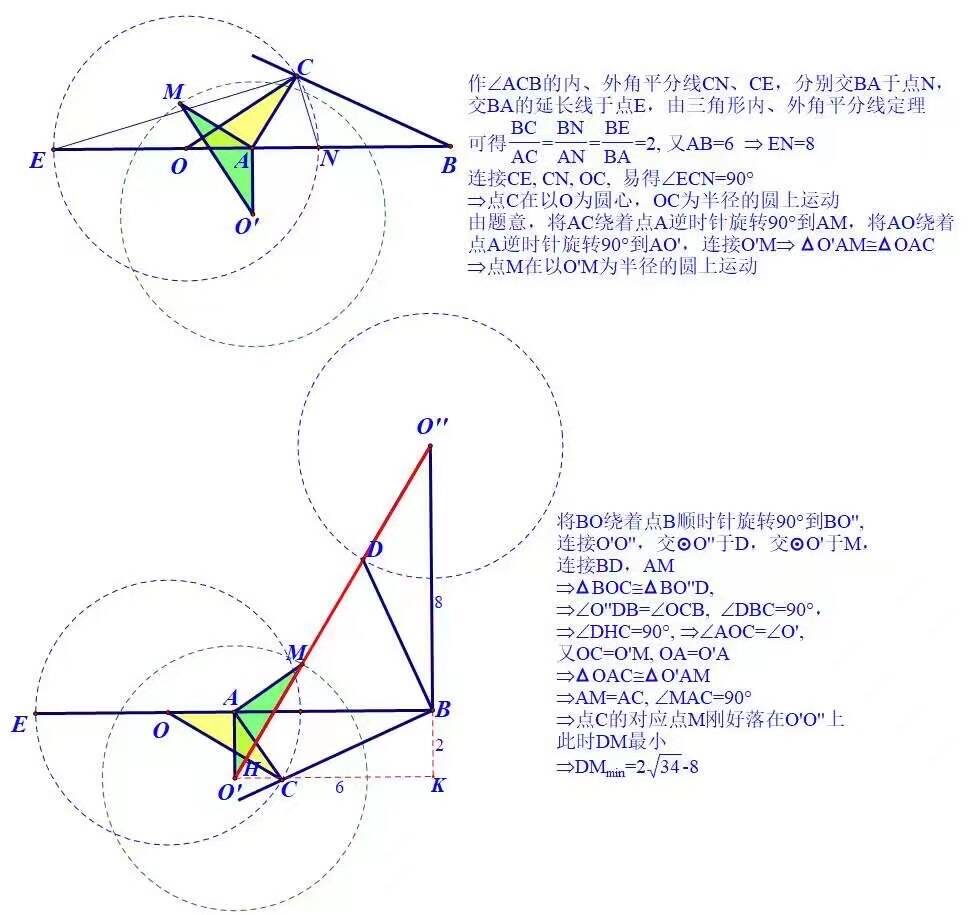 C
M
E
O
A
N
B
O'
作∠ACB的内、外角平分线CN、CE，分别交BA于点N，
交BA的延长线于点E，由三角形内、外角平分线定理
可得BC/AC=BN/AN=BE/BA=2, 又AB=6 ⇒ EN=8
连接CE, CN, OC, 易得∠ECN=90°
⇒点C在以O为圆心，OC为半径的圆上运动
由题意，将AC绕着点A逆时针旋转90°到AM，将AO绕着
点A逆时针旋转90°到AO'，连接O'M⇒ ΔO'AM≅ΔOAC
⇒点M在以O'M为半径的圆上运动
O''
D
8
M
A
E
O
B
2
H
O'
C
6
K
将BO绕着点B顺时针旋转90°到BO'',
连接O'O''，交⊙O''于D，交⊙O'于M，
连接BD，AM
⇒ΔBOC≅ΔBO''D,
⇒∠O''DB=∠OCB, ∠DBC=90°，
⇒∠DHC=90°, ⇒∠AOC=∠O',
又OC=O'M, OA=O'A
⇒ΔOAC≅ΔO'AM
⇒AM=AC, ∠MAC=90°
⇒点C的对应点M刚好落在O'O''上
此时DM最小
⇒DMmin=2√34-8